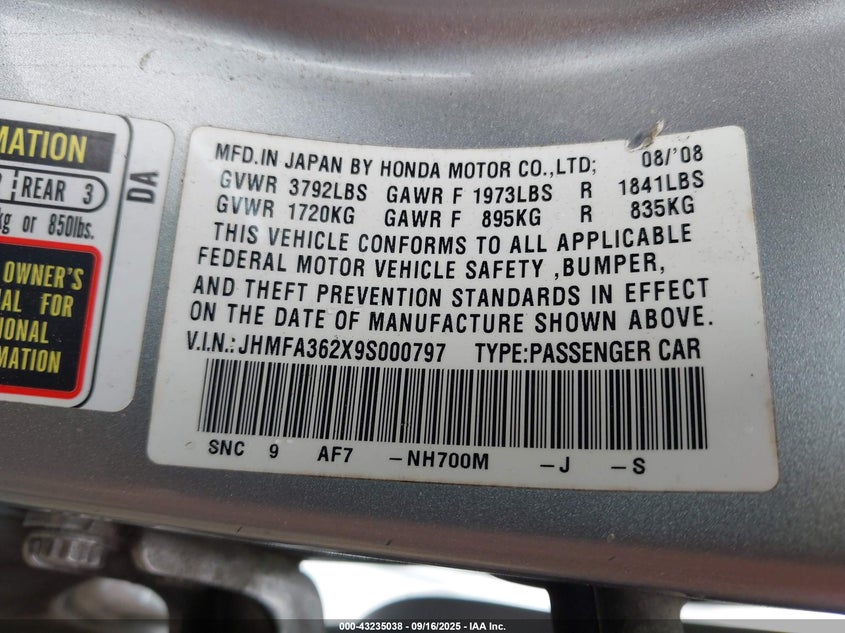 MATION
REAR 3
kg or 850lbs.
OWNER'S
AL FOR
IONAL
RMATION
DA
MFD.IN JAPAN BY HONDA MOTOR CO.,LTD; 08/'08
GVWR 3792LBS GAWR F 1973LBS R 1841LBS
GVWR 1720KG GAWR F 895KG R 835KG
THIS VEHICLE CONFORMS TO ALL APPLICABLE
FEDERAL MOTOR VEHICLE SAFETY ,BUMPER,
AND THEFT PREVENTION STANDARDS IN EFFECT
ON THE DATE OF MANUFACTURE SHOWN ABOVE.
V.I.N.: JHMFA362X9S000797 TYPE:PASSENGER CAR
SNC 9 AF7 -NH700M -J -S
000-43235038 - 09/16/2025 - IAA Inc.